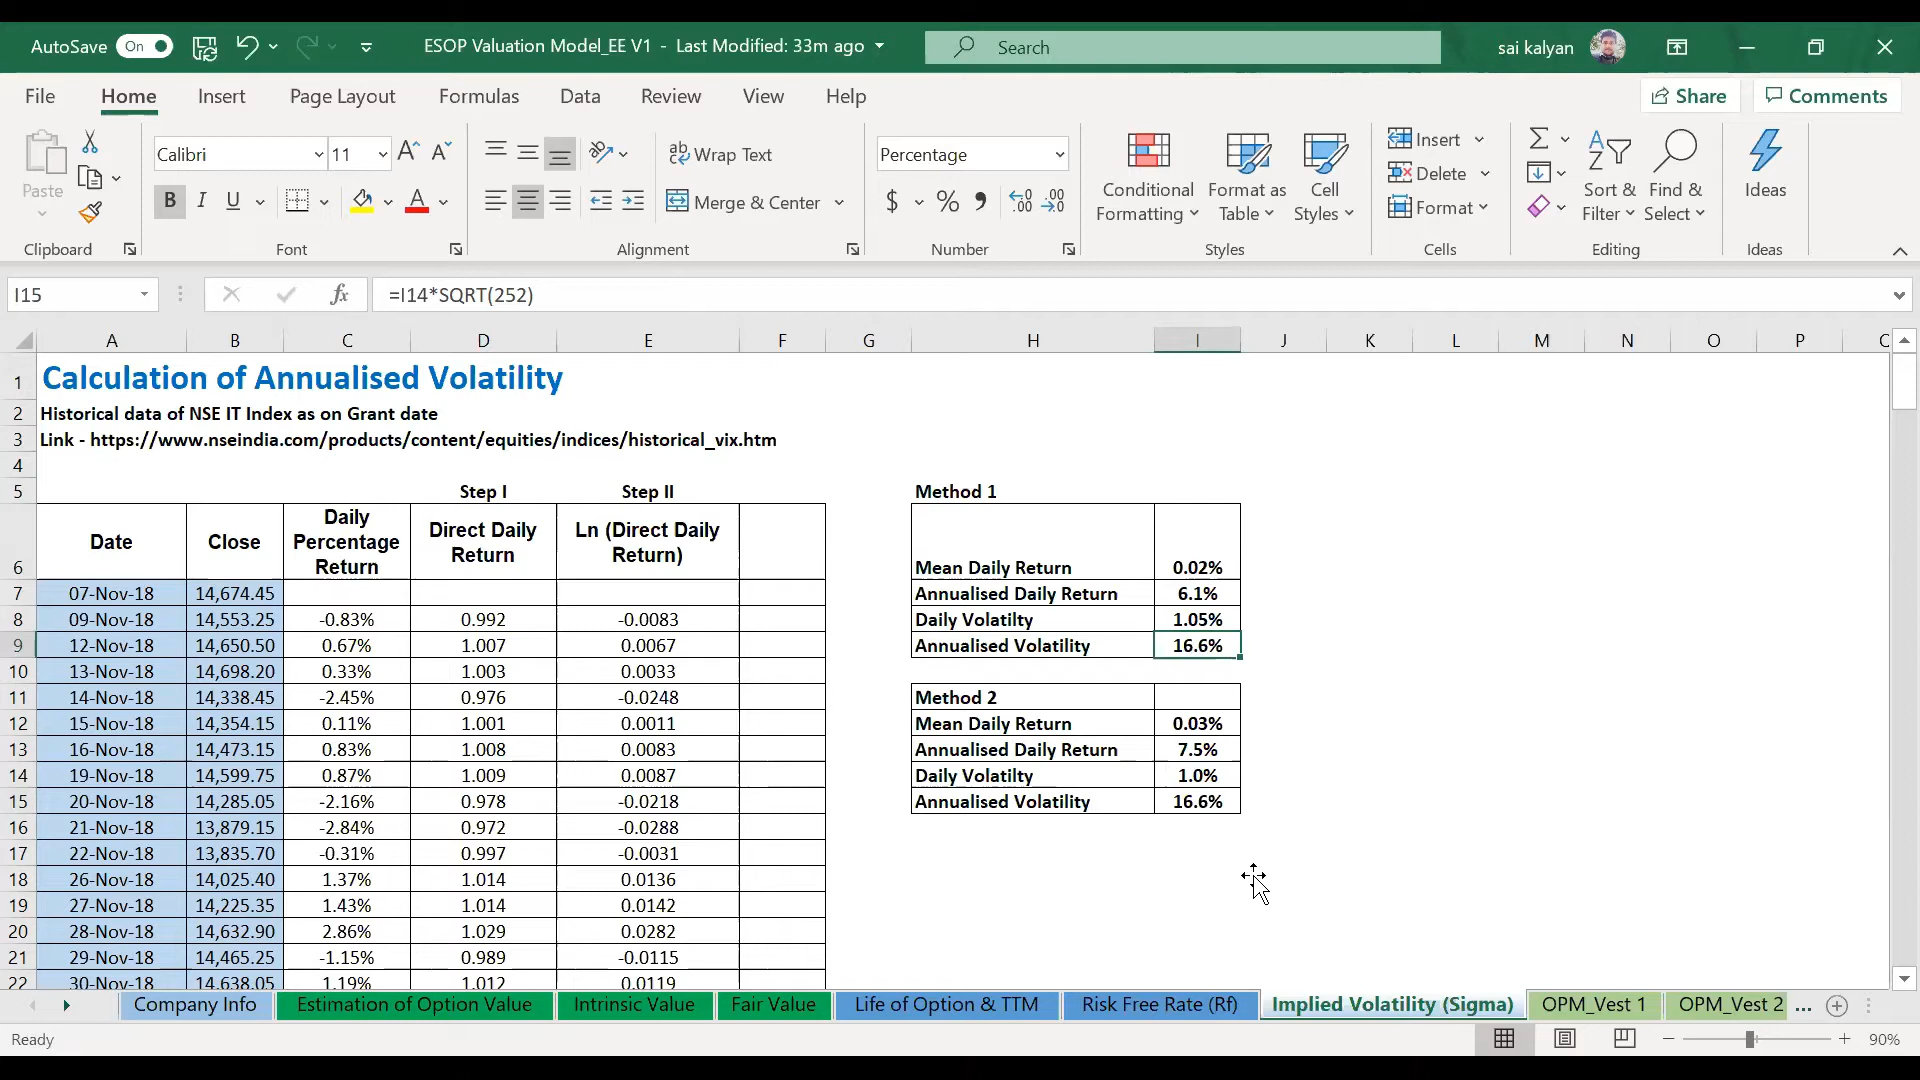 AutoSave On ESOP Valuation Model_EE V1 - Last Modified: 33m ago Search sai kalyan
File Home Insert Page Layout Formulas Data Review View Help Share Comments
Paste
Clipboard
Calibri 11
B I U
Font
Wrap Text
Merge & Center
Alignment
Percentage
$ % , .00
Number
Conditional Formatting
Format as Table
Cell Styles
Styles
Insert
Delete
Format
Cells
Sort & Filter
Find & Select
Editing
Ideas
Ideas
I15 fx =I14*SQRT(252)
A B C D E F G H I J K L M N O P
1 Calculation of Annualised Volatility
2 Historical data of NSE IT Index as on Grant date
3 Link - https://www.nseindia.com/products/content/equities/indices/historical_vix.htm
4
5 Step I Step II Method 1
6 Date Close Daily Percentage Return Direct Daily Return Ln (Direct Daily Return) Mean Daily Return 0.02%
7 07-Nov-18 14,674.45 Annualised Daily Return 6.1%
8 09-Nov-18 14,553.25 -0.83% 0.992 -0.0083 Daily Volatilty 1.05%
9 12-Nov-18 14,650.50 0.67% 1.007 0.0067 Annualised Volatility 16.6%
10 13-Nov-18 14,698.20 0.33% 1.003 0.0033
11 14-Nov-18 14,338.45 -2.45% 0.976 -0.0248 Method 2
12 15-Nov-18 14,354.15 0.11% 1.001 0.0011 Mean Daily Return 0.03%
13 16-Nov-18 14,473.15 0.83% 1.008 0.0083 Annualised Daily Return 7.5%
14 19-Nov-18 14,599.75 0.87% 1.009 0.0087 Daily Volatilty 1.0%
15 20-Nov-18 14,285.05 -2.16% 0.978 -0.0218 Annualised Volatility 16.6%
16 21-Nov-18 13,879.15 -2.84% 0.972 -0.0288
17 22-Nov-18 13,835.70 -0.31% 0.997 -0.0031
18 26-Nov-18 14,025.40 1.37% 1.014 0.0136
19 27-Nov-18 14,225.35 1.43% 1.014 0.0142
20 28-Nov-18 14,632.90 2.86% 1.029 0.0282
21 29-Nov-18 14,465.25 -1.15% 0.989 -0.0115
22 30-Nov-18 14,638.05 1.19% 1.012 0.0119
Company Info Estimation of Option Value Intrinsic Value Fair Value Life of Option & TTM Risk Free Rate (Rf) Implied Volatility (Sigma) OPM_Vest 1 OPM_Vest 2 ...
Ready 90%